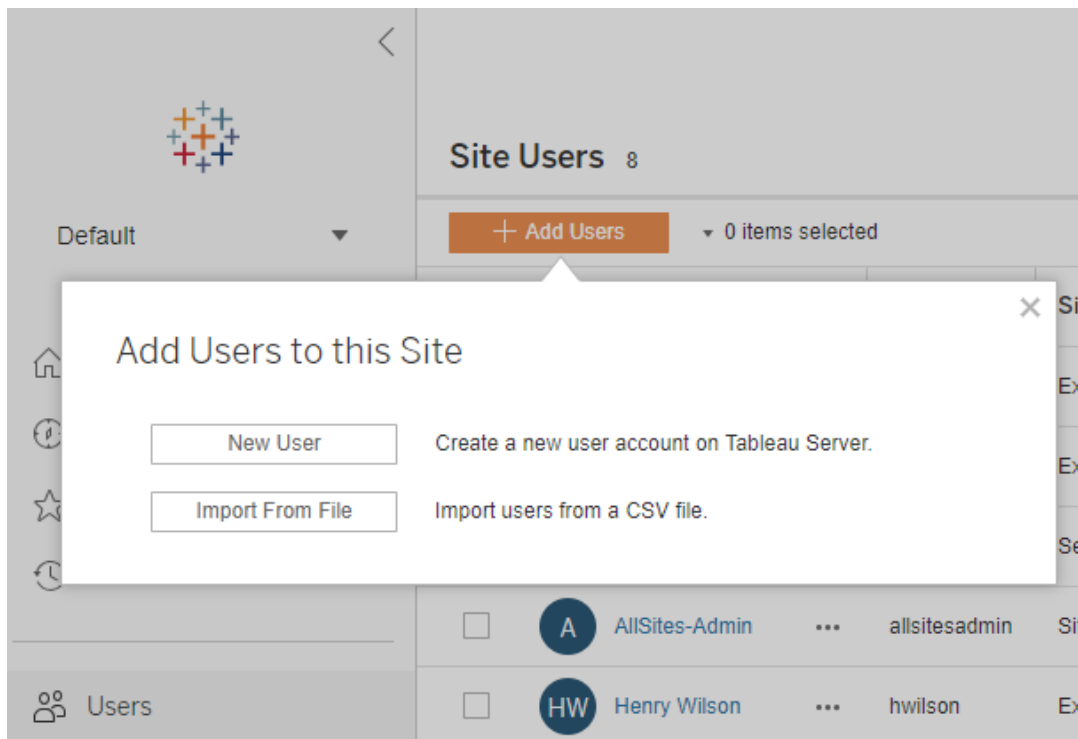 Site Users 8
Default
+ Add Users 0 items selected
Add Users to this Site
New User Create a new user account on Tableau Server.
Import From File Import users from a CSV file.
A AllSites-Admin ... allsitesadmin
Users
HW Henry Wilson ... hwilson